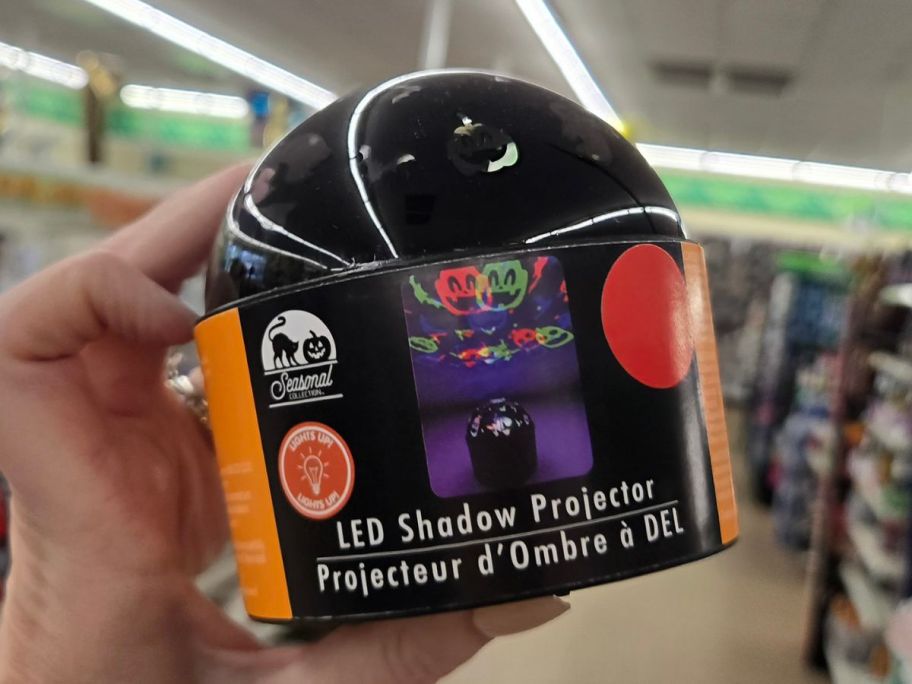 Seasonal
COLLECTION
LIGHTS UP!
LIGHTS UP!
LED Shadow Projector
Projecteur d'Ombre à DEL